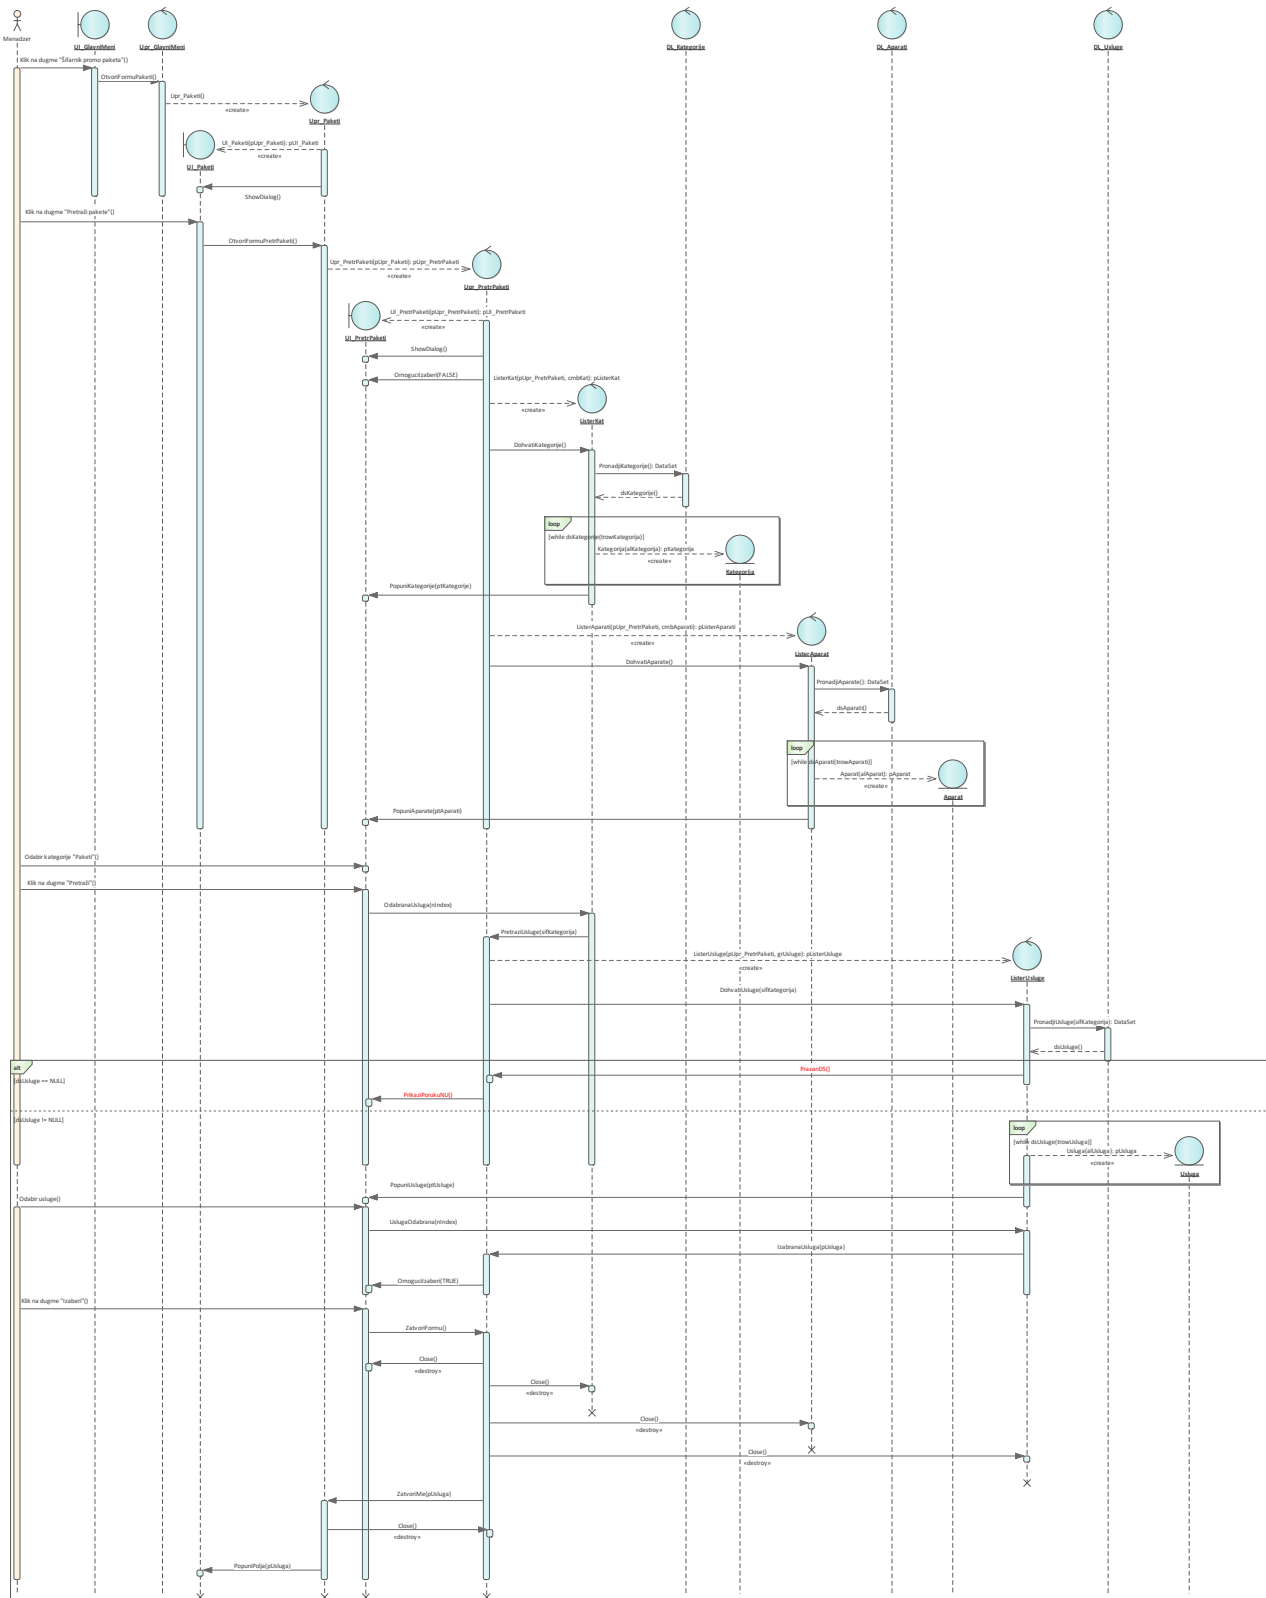 Menadzer
UI_GlavniMeni
Upr_GlavniMeni
DL_Kategorije
DL_Aparati
DL_Usluge
Klik na dugme "Šifarnik promo paketa"()
OtvoriFormuPaketi()
Upr_Paketi()
«create»
Upr_Paketi
UI_Paketi(pUpr_Paketi): pUI_Paketi
«create»
UI_Paketi
ShowDialog()
Klik na dugme "Pretraži pakete"()
OtvoriFormuPretrPaketi()
Upr_PretrPaketi(pUpr_Paketi): pUpr_PretrPaketi
«create»
Upr_PretrPaketi
UI_PretrPaketi(pUpr_PretrPaketi): pUI_PretrPaketi
«create»
UI_PretrPaketi
ShowDialog()
OmoguciIzaberi(FALSE)
ListerKat(pUpr_PretrPaketi, cmbKat): pListerKat
«create»
ListerKat
DohvatiKategorije()
PronadjiKategorije(): DataSet
dsKategorije()
loop
[while dsKategorije(trowKategorija)]
Kategorija(alKategorija): pKategorija
«create»
Kategorija
PopuniKategorije(ptKategorije)
ListerAparati(pUpr_PretrPaketi, cmbAparati): pListerAparati
«create»
ListerAparat
DohvatiAparate()
PronadjiAparate(): DataSet
dsAparati()
loop
[while dsAparati(trowAparati)]
Aparat(alAparat): pAparat
«create»
Aparat
PopuniAparate(ptAparati)
Odabir kategorije "Paketi"()
Klik na dugme "Pretraži"()
OdabranaUsluga(nIndex)
PretraziUsluge(sifKategorija)
ListerUsluge(pUpr_PretrPaketi, grUsluge): pListerUsluge
«create»
ListerUsluge
DohvatiUsluge(sifKategorija)
PronadjiUsluge(sifKategorija): DataSet
dsUsluge()
alt
PrazanDS()
[dsUsluge == NULL]
PrikaziPorukuNU()
[dsUsluge != NULL]
loop
[while dsUsluge(trowUsluga)]
Usluga(alUsluga): pUsluga
«create»
Usluga
PopuniUsluge(ptUsluge)
Odabir usluge()
UslugaOdabrana(nIndex)
IzabranaUsluga(pUsluga)
OmoguciIzaberi(TRUE)
Klik na dugme "Izaberi"()
ZatvoriFormu()
Close()
«destroy»
Close()
«destroy»
Close()
«destroy»
Close()
«destroy»
ZatvoriMe(pUsluga)
Close()
«destroy»
PopuniPolja(pUsluga)